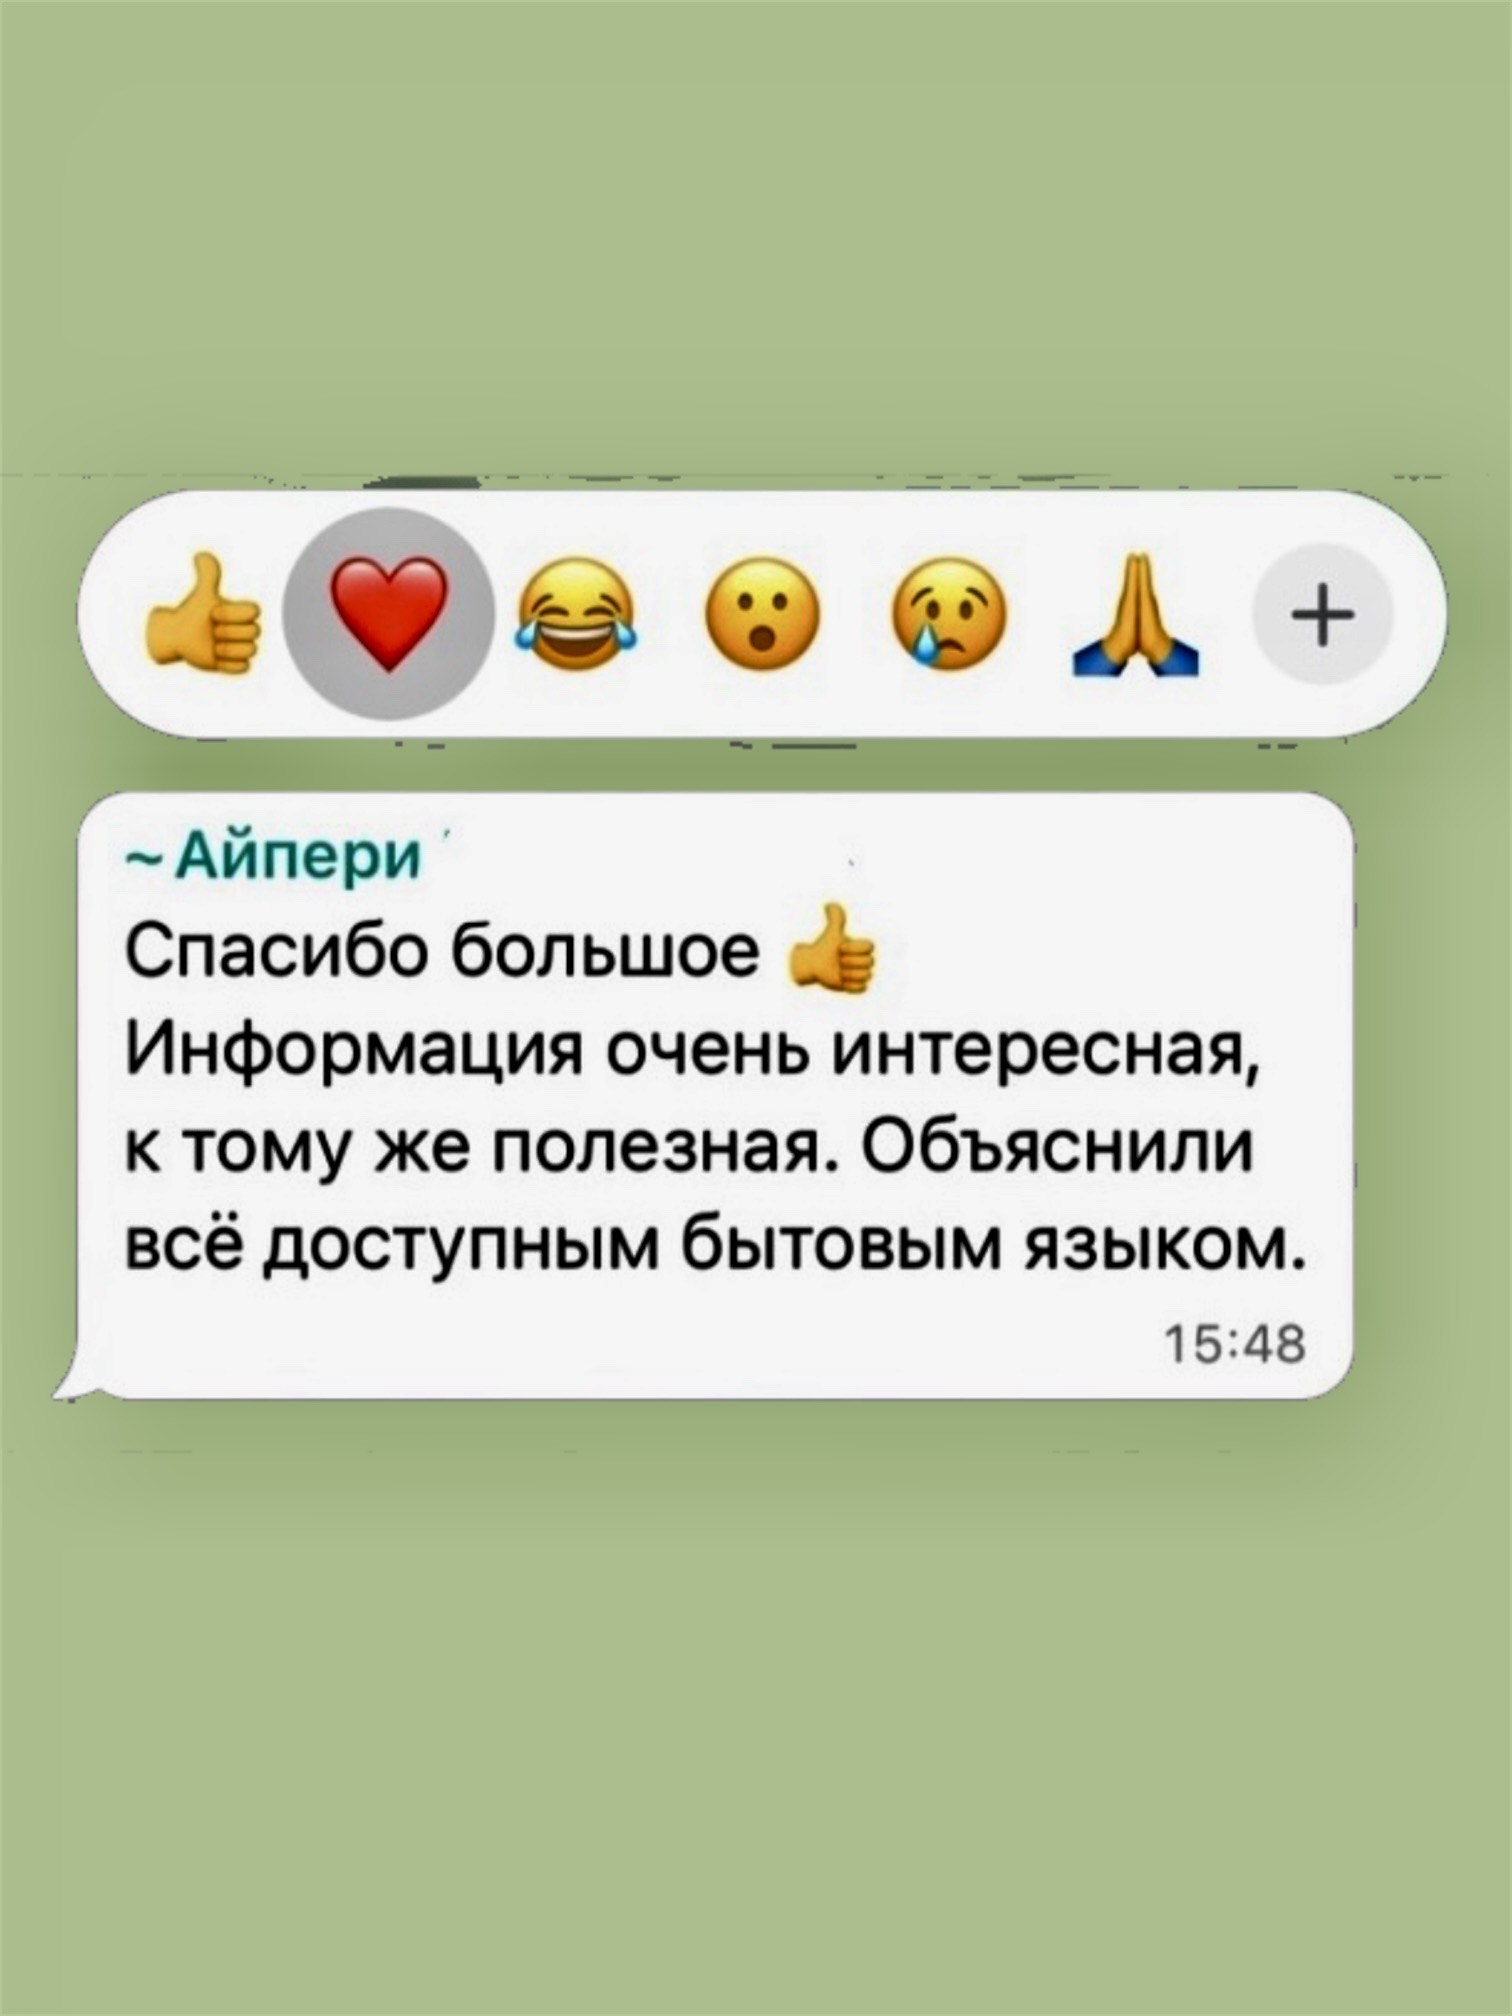 ~Айпери
Спасибо большое 👍
Информация очень интересная,
к тому же полезная. Объяснили
всё доступным бытовым языком.
15:48